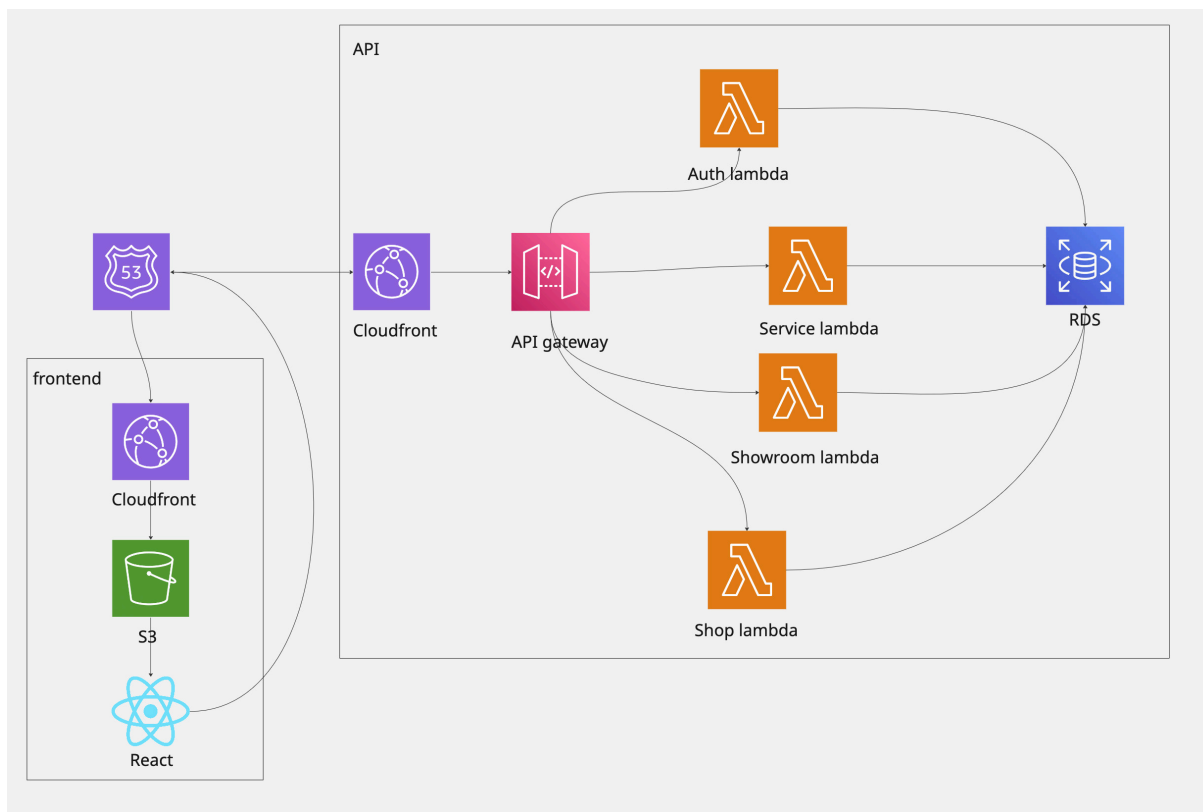 API
Auth lambda
53
Cloudfront
API gateway
Service lambda
RDS
frontend
Cloudfront
Showroom lambda
S3
Shop lambda
React